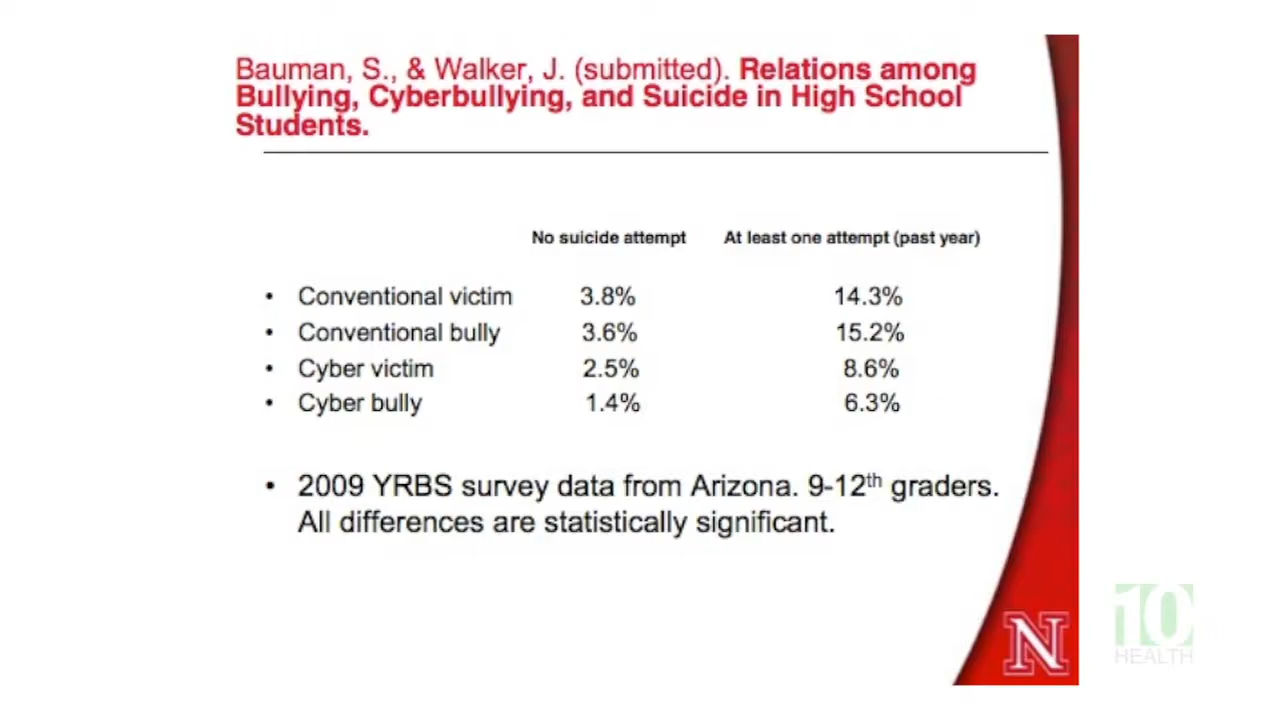 Bauman, S., & Walker, J. (submitted). Relations among
Bullying, Cyberbullying, and Suicide in High School
Students.
No suicide attempt At least one attempt (past year)
• Conventional victim 3.8% 14.3%
• Conventional bully 3.6% 15.2%
• Cyber victim 2.5% 8.6%
• Cyber bully 1.4% 6.3%
• 2009 YRBS survey data from Arizona. 9-12th graders.
All differences are statistically significant.
N
10
HEALTH